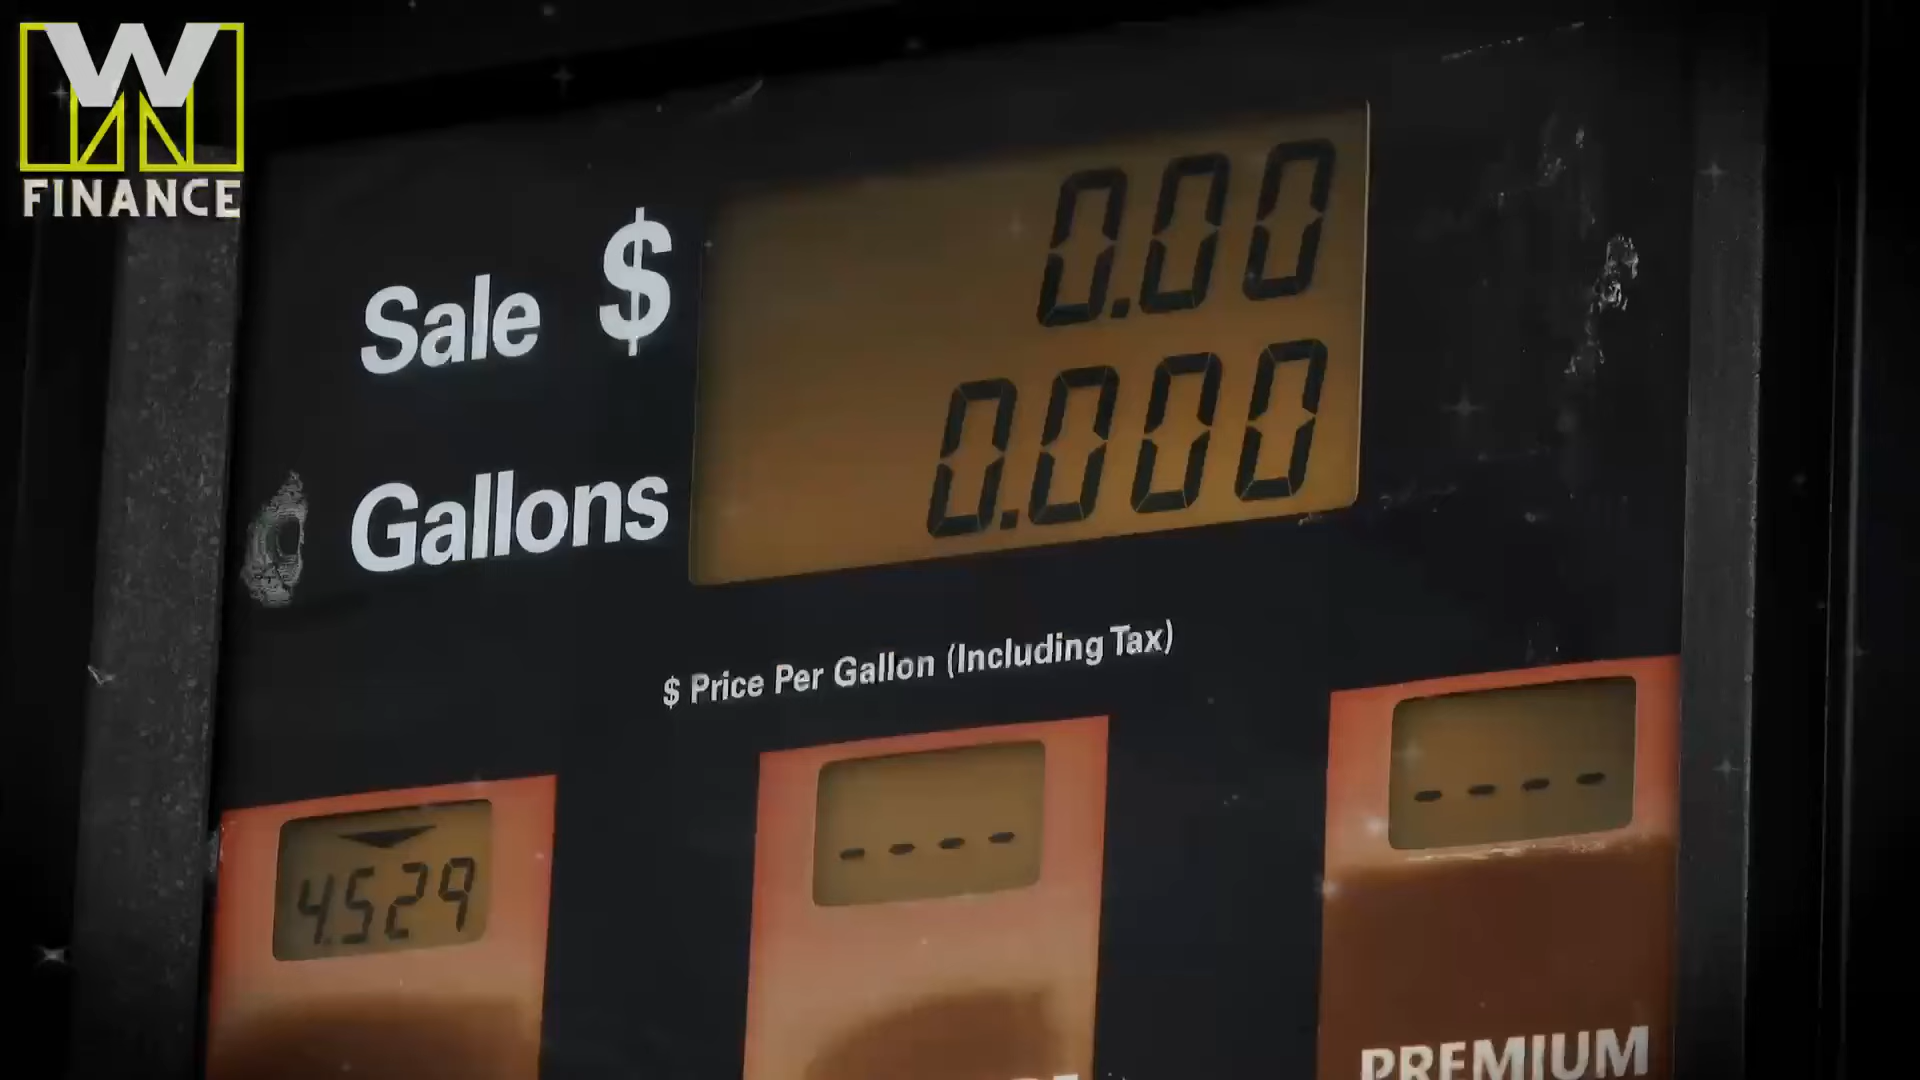 W
FINANCE
Sale $ 0.00
Gallons 0.000
$ Price Per Gallon (Including Tax)
4.529
----
----
PREMIUM